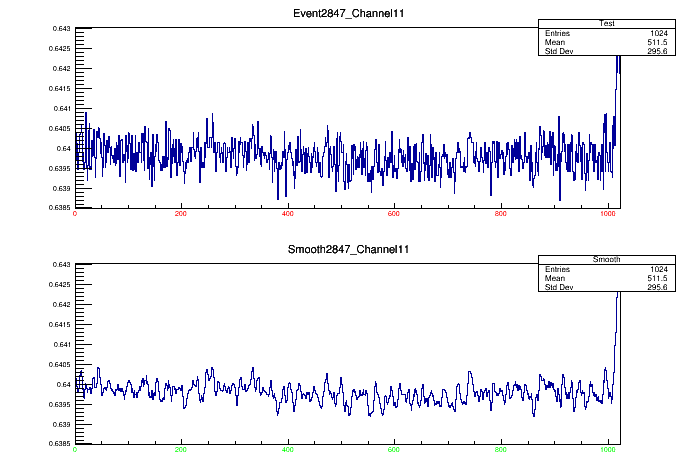 Event2847_Channel11
Test
Entries 1024
Mean 511.5
Std Dev 295.6
0.643
0.6425
0.642
0.6415
0.641
0.6405
0.64
0.6395
0.639
0.6385
0 200 400 600 800 1000
Smooth2847_Channel11
Smooth
Entries 1024
Mean 511.5
Std Dev 295.6
0.643
0.6425
0.642
0.6415
0.641
0.6405
0.64
0.6395
0.639
0.6385
0 200 400 600 800 1000